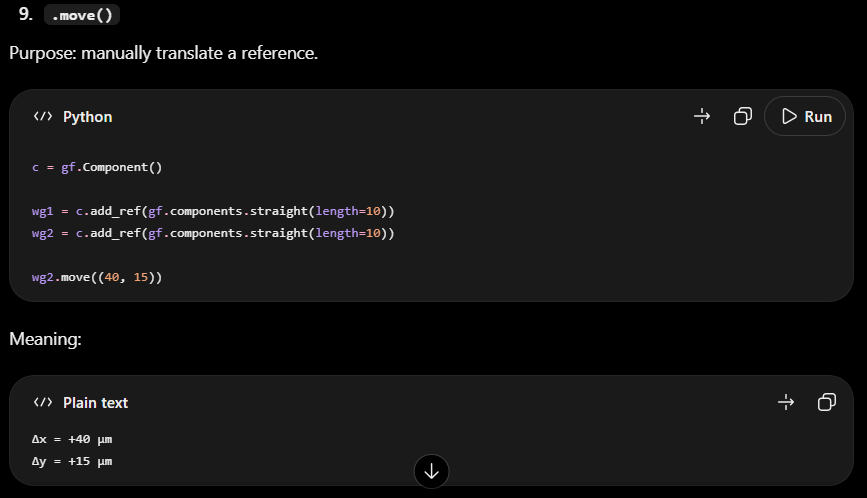 9. .move()
Purpose: manually translate a reference.
</> Python
Run
c = gf.Component()
wg1 = c.add_ref(gf.components.straight(length=10))
wg2 = c.add_ref(gf.components.straight(length=10))
wg2.move((40, 15))
Meaning:
</> Plain text
Δx = +40 μm
Δy = +15 μm